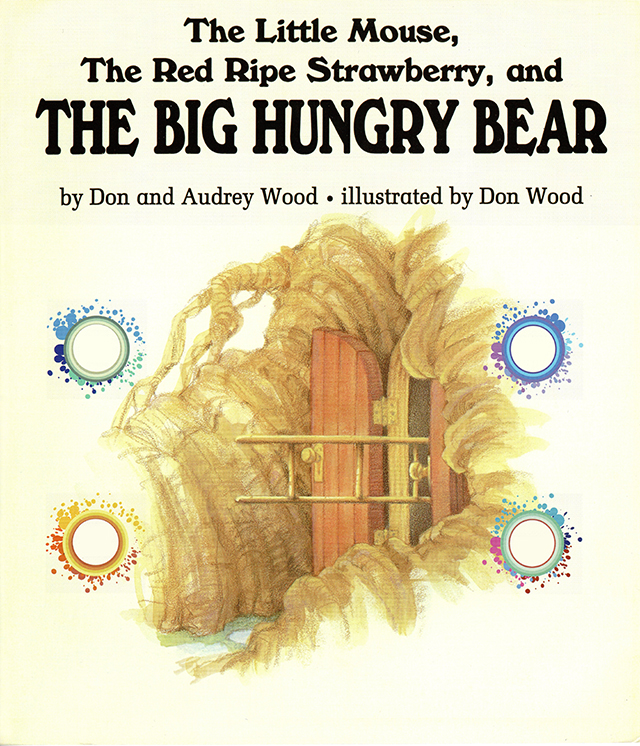 The Little Mouse,
The Red Ripe Strawberry, and
THE BIG HUNGRY BEAR
by Don and Audrey Wood • illustrated by Don Wood